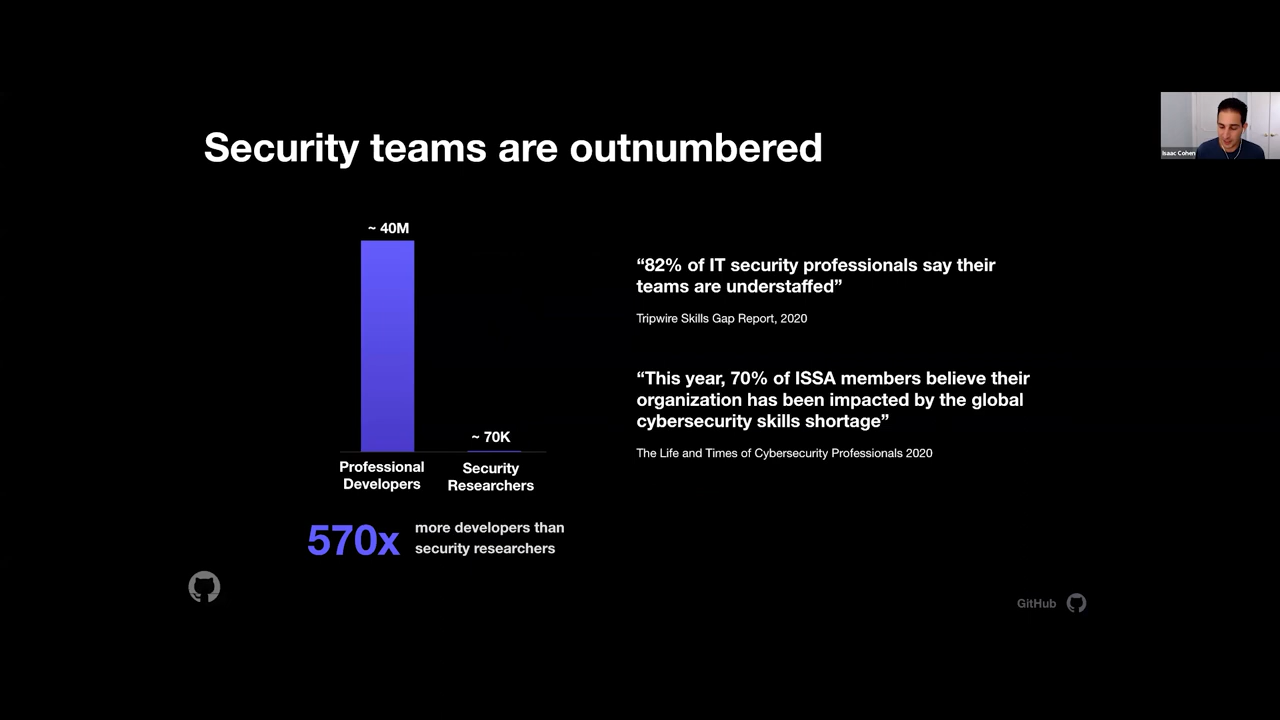 Security teams are outnumbered
Isaac Cohen
~ 40M
~ 70K
Professional
Developers
Security
Researchers
570x
more developers than
security researchers
“82% of IT security professionals say their
teams are understaffed”
Tripwire Skills Gap Report, 2020
“This year, 70% of ISSA members believe their
organization has been impacted by the global
cybersecurity skills shortage”
The Life and Times of Cybersecurity Professionals 2020
GitHub